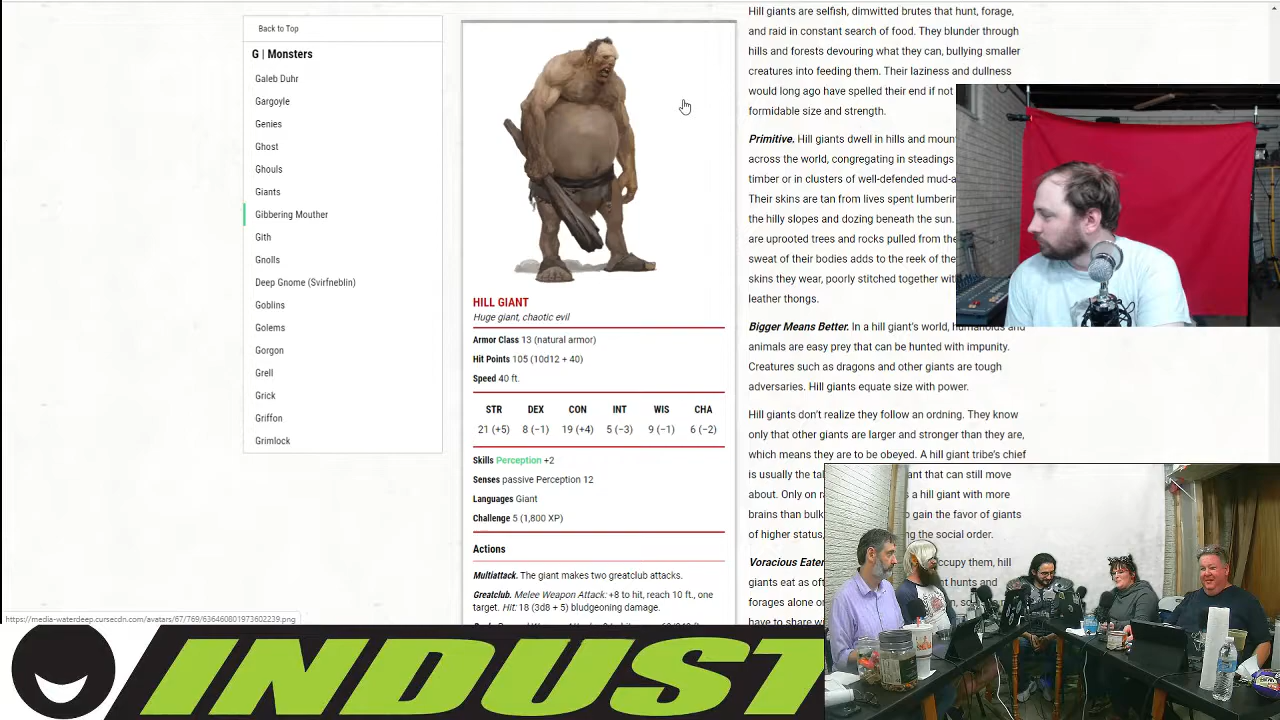 Back to Top
G | Monsters
Galeb Duhr
Gargoyle
Genies
Ghost
Ghouls
Giants
Gibbering Mouther
Gith
Gnolls
Deep Gnome (Svirfneblin)
Goblins
Golems
Gorgon
Grell
Grick
Griffon
Grimlock
HILL GIANT
Huge giant, chaotic evil
Armor Class 13 (natural armor)
Hit Points 105 (10d12 + 40)
Speed 40 ft.
STR DEX CON INT WIS CHA
21 (+5) 8 (−1) 19 (+4) 5 (−3) 9 (−1) 6 (−2)
Skills Perception +2
Senses passive Perception 12
Languages Giant
Challenge 5 (1,800 XP)
Actions
Multiattack. The giant makes two greatclub attacks.
Greatclub. Melee Weapon Attack: +8 to hit, reach 10 ft., one
target. Hit: 18 (3d8 + 5) bludgeoning damage.
Hill giants are selfish, dimwitted brutes that hunt, forage,
and raid in constant search of food. They blunder through
hills and forests devouring what they can, bullying smaller
creatures into feeding them. Their laziness and dullness
would long ago have spelled their end if not
formidable size and strength.
Primitive. Hill giants dwell in hills and
across the world, congregating in steadings
timber or in clusters of well-defended
Their skins are tan from lives spent
the hilly slopes and dozing beneath the sun.
are uprooted trees and rocks pulled from the
sweat of their bodies adds to the reek of the
skins they wear, poorly stitched together
leather thongs.
Bigger Means Better. In a hill giant's world, humanoids and
animals are easy prey that can be hunted with impunity.
Creatures such as dragons and other giants are tough
adversaries. Hill giants equate size with power.
Hill giants don't realize they follow an ordning. They know
only that other giants are larger and stronger than they are,
which means they are to be obeyed. A hill giant tribe's chief
is usually the that can still move
about. Only on a hill giant with more
brains than gain the favor of giants
of higher status, the social order.
Voracious occupy them, hill
giants eat as hunts and
forages alone
have to share
https://media-waterdeep.cursecdn.com/avatars/67/769/636460801973602239.png
INDUST